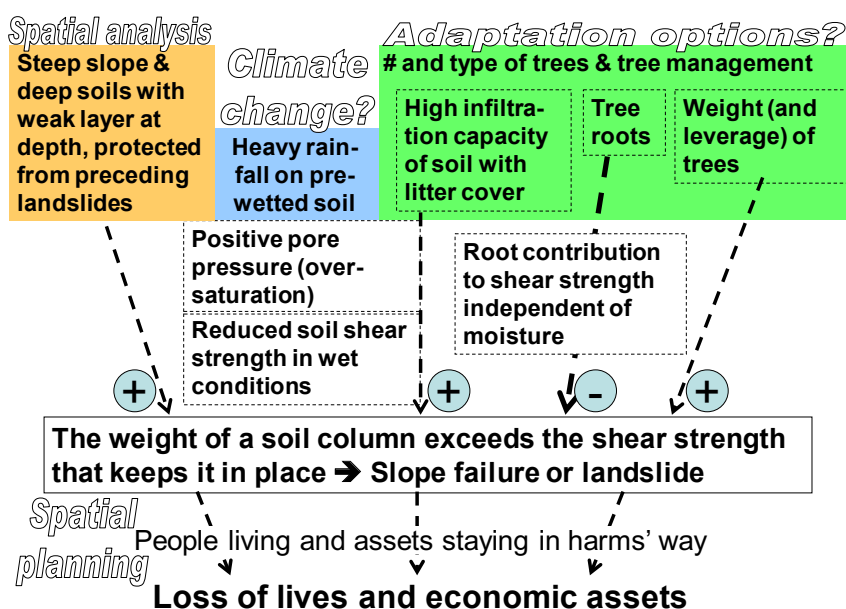 Spatial analysis
Steep slope &
deep soils with
weak layer at
depth, protected
from preceding
landslides
Climate
change?
Heavy rain-
fall on pre-
wetted soil
Adaptation options?
# and type of trees & tree management
High infiltra-
tion capacity
of soil with
litter cover
Tree
roots
Weight (and
leverage) of
trees
Positive pore
pressure (over-
saturation)
Reduced soil shear
strength in wet
conditions
Root contribution
to shear strength
independent of
moisture
+
+
-
+
The weight of a soil column exceeds the shear strength
that keeps it in place ➔ Slope failure or landslide
Spatial
planning
People living and assets staying in harms' way
Loss of lives and economic assets